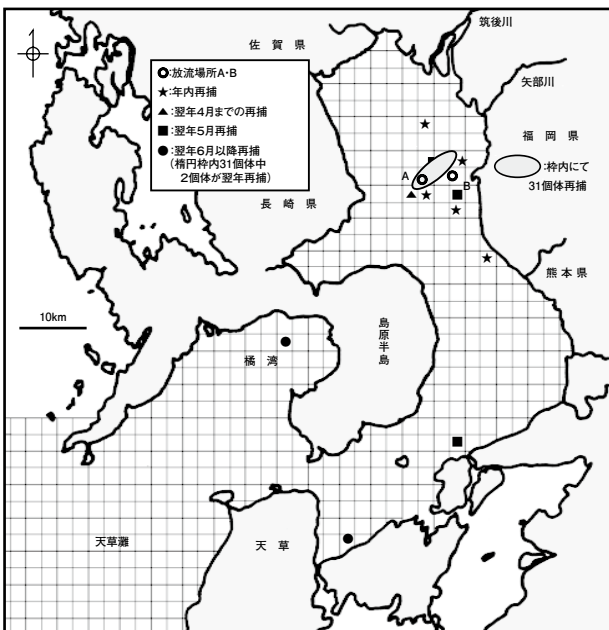 筑後川
佐賀県
矢部川
○:放流場所A・B
★:年内再捕
▲:翌年4月までの再捕
■:翌年5月再捕
●:翌年6月以降再捕
(楕円枠内31個体中
2個体が翌年再捕)
福岡県
:枠内にて
31個体再捕
A
B
長崎県
熊本県
10km
島原半島
橘湾
天草灘
天草